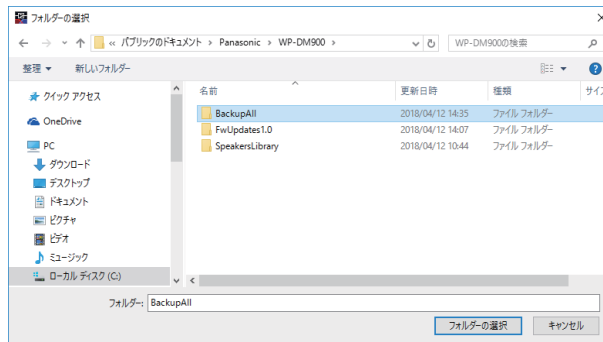 フォルダーの選択
« パブリックのドキュメント > Panasonic > WP-DM900 >
WP-DM900の検索
整理 新しいフォルダー
名前 更新日時 種類 サイズ
クイック アクセス
OneDrive
PC
ダウンロード
デスクトップ
ドキュメント
ピクチャ
ビデオ
ミュージック
ローカル ディスク (C:)
BackupAll 2018/04/12 14:35 ファイル フォルダー
FwUpdates1.0 2018/04/12 14:07 ファイル フォルダー
SpeakersLibrary 2018/04/12 10:44 ファイル フォルダー
フォルダー: BackupAll
フォルダーの選択 キャンセル